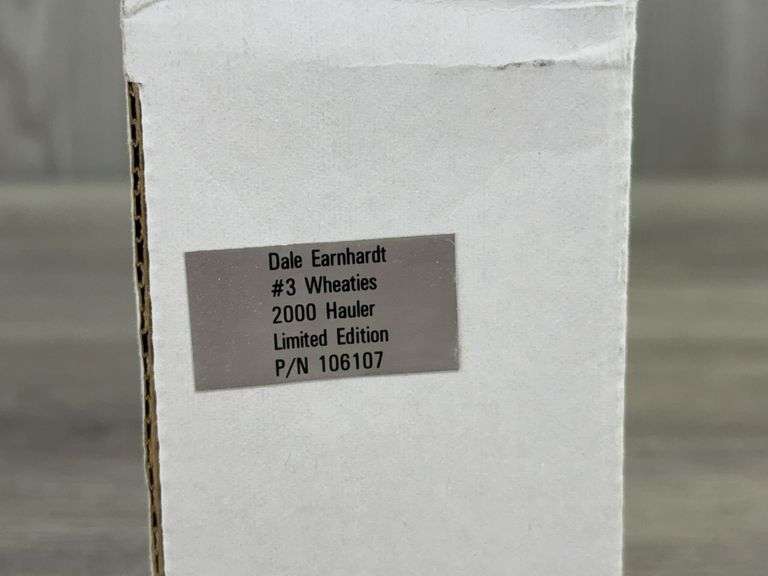 Dale Earnhardt
#3 Wheaties
2000 Hauler
Limited Edition
P/N 106107